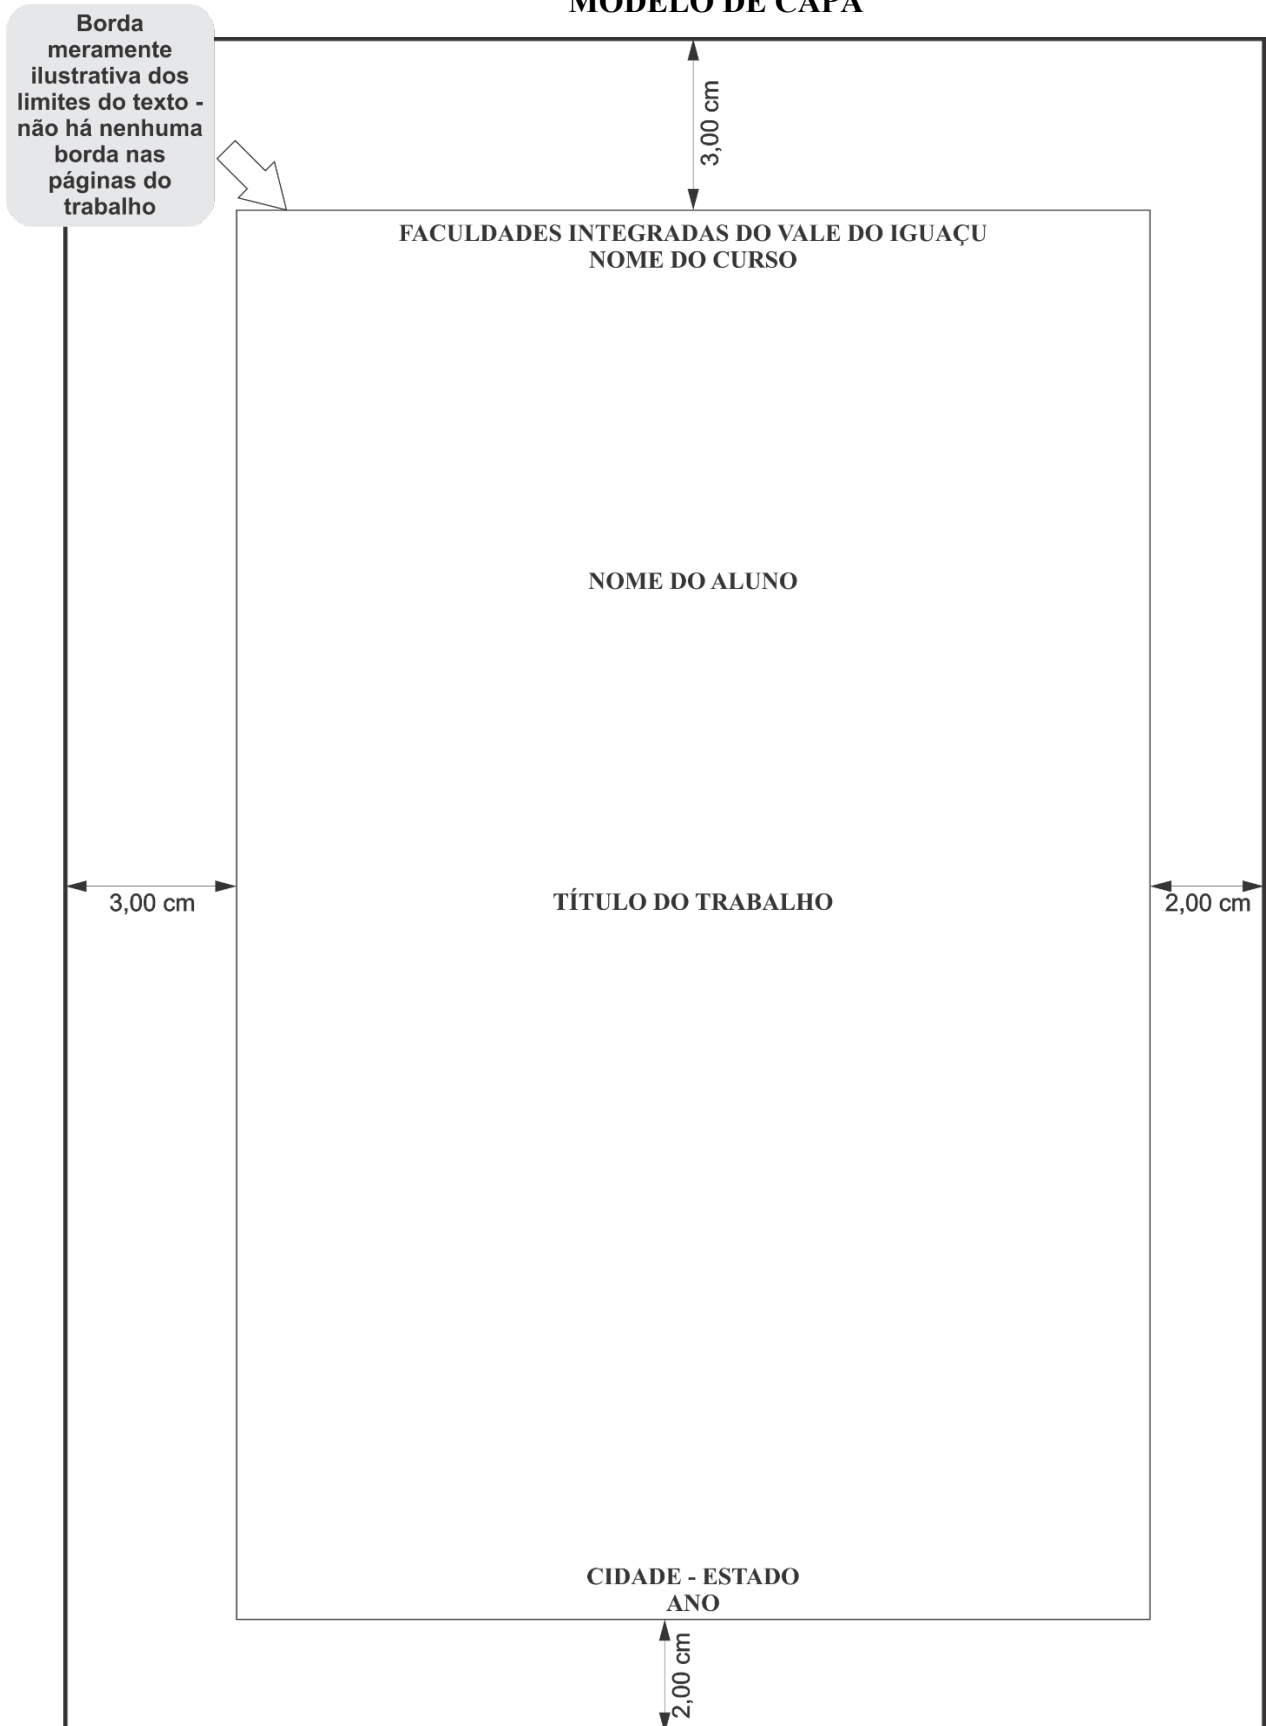 MODELO DE CAPA
Borda
meramente
ilustrativa dos
limites do texto -
não há nenhuma
borda nas
páginas do
trabalho
3,00 cm
FACULDADES INTEGRADAS DO VALE DO IGUAÇU
NOME DO CURSO
NOME DO ALUNO
3,00 cm
TÍTULO DO TRABALHO
2,00 cm
CIDADE - ESTADO
ANO
2,00 cm